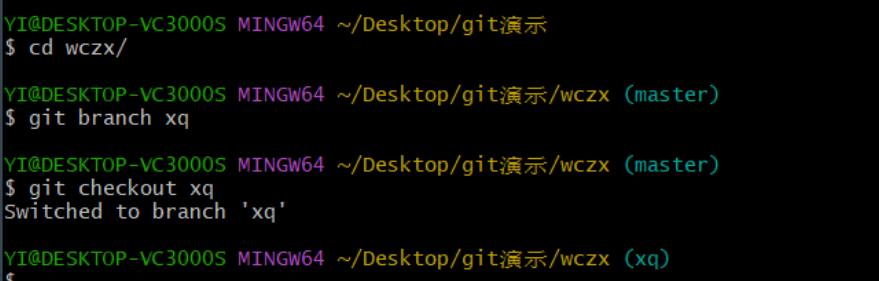 YI@DESKTOP-VC3000S MINGW64 ~/Desktop/git演示
$ cd wczx/
YI@DESKTOP-VC3000S MINGW64 ~/Desktop/git演示/wczx (master)
$ git branch xq
YI@DESKTOP-VC3000S MINGW64 ~/Desktop/git演示/wczx (master)
$ git checkout xq
Switched to branch 'xq'
YI@DESKTOP-VC3000S MINGW64 ~/Desktop/git演示/wczx (xq)
$